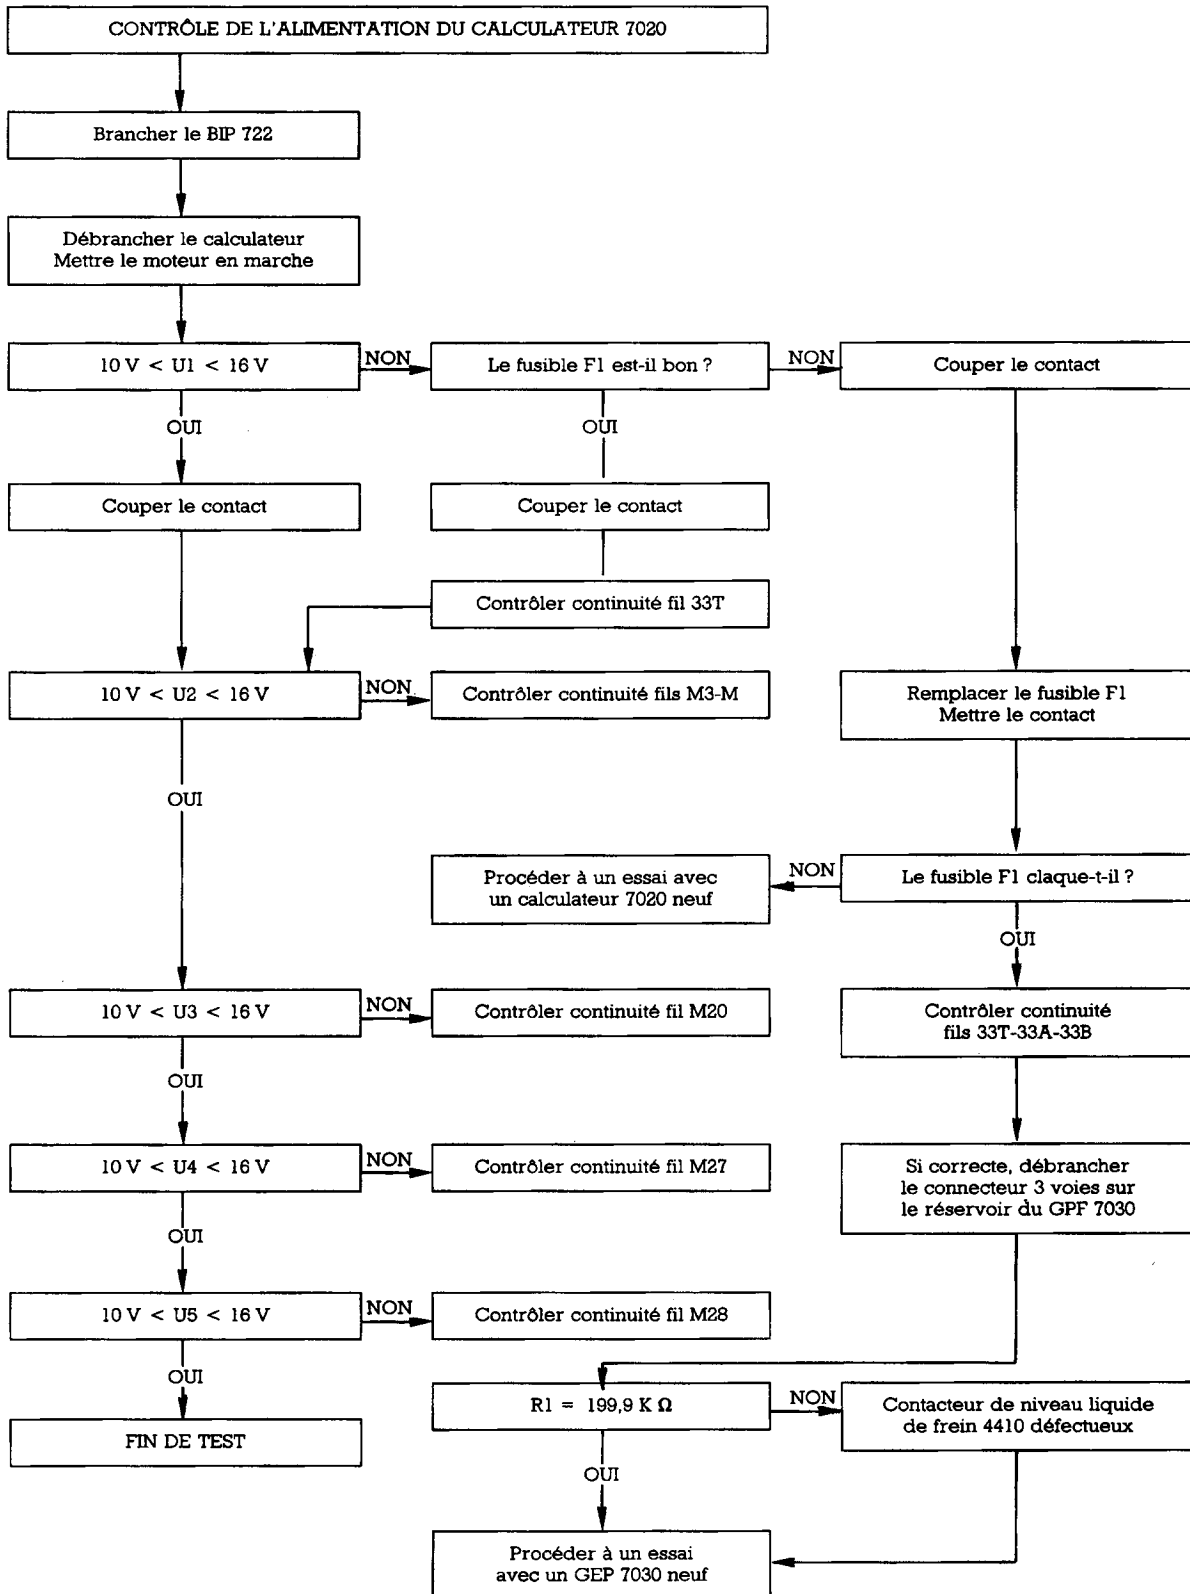 CONTRÔLE DE L'ALIMENTATION DU CALCULATEUR 7020
Brancher le BIP 722
Débrancher le calculateur
Mettre le moteur en marche
10 V < U1 < 16 V
NON
Le fusible F1 est-il bon ?
NON
Couper le contact
OUI
OUI
Couper le contact
Couper le contact
Contrôler continuité fil 33T
10 V < U2 < 16 V
NON
Contrôler continuité fils M3-M
Remplacer le fusible F1
Mettre le contact
OUI
Procéder à un essai avec
un calculateur 7020 neuf
NON
Le fusible F1 claque-t-il ?
OUI
10 V < U3 < 16 V
NON
Contrôler continuité fil M20
Contrôler continuité
fils 33T-33A-33B
OUI
10 V < U4 < 16 V
NON
Contrôler continuité fil M27
Si correcte, débrancher
le connecteur 3 voies sur
le réservoir du GPF 7030
OUI
10 V < U5 < 16 V
NON
Contrôler continuité fil M28
OUI
R1 = 199,9 K Ω
NON
Contacteur de niveau liquide
de frein 4410 défectueux
FIN DE TEST
OUI
Procéder à un essai
avec un GEP 7030 neuf